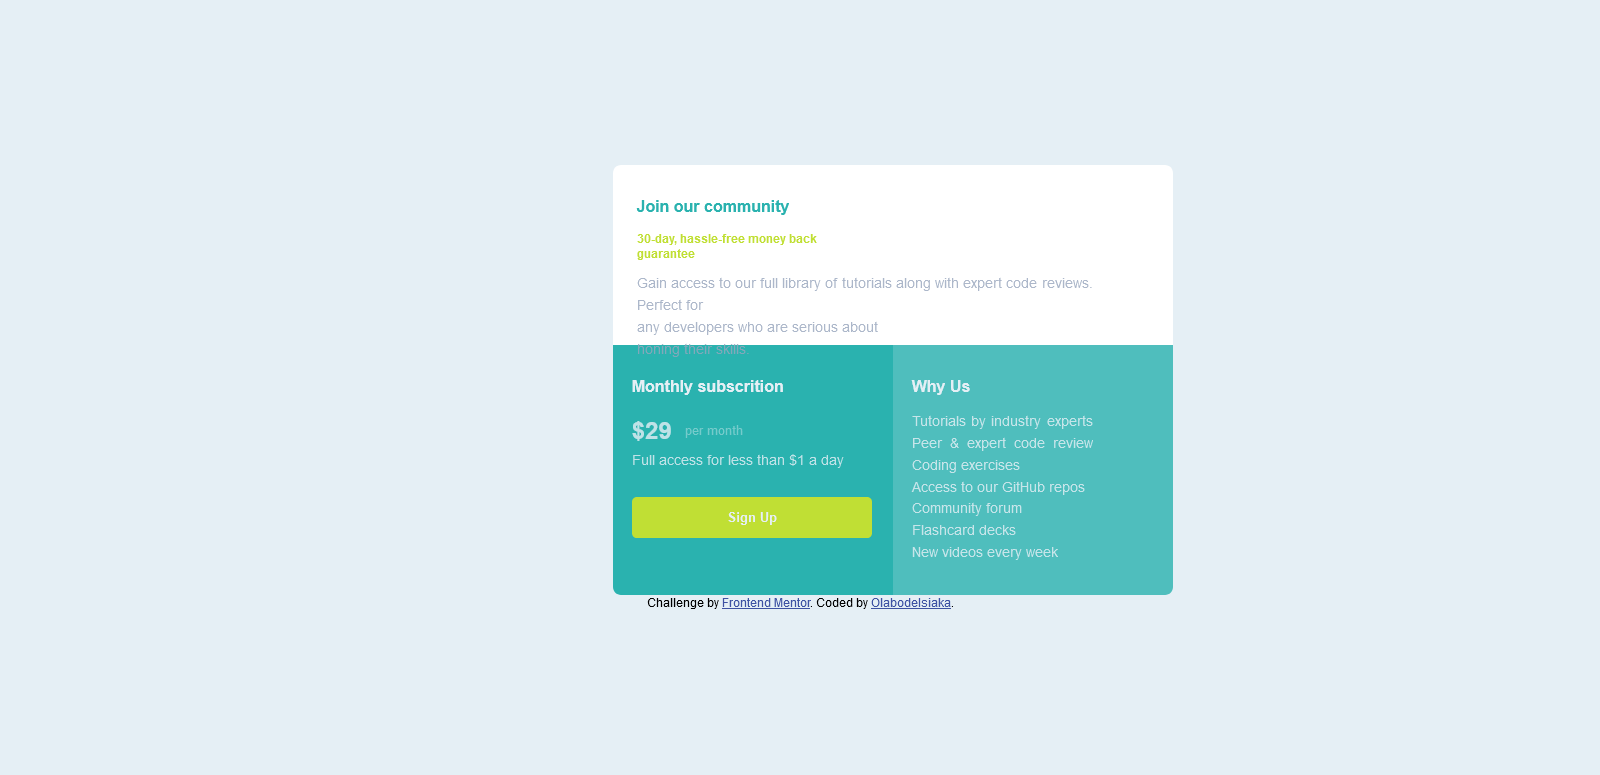 Join our community
30-day, hassle-free money back
guarantee
Gain access to our full library of tutorials along with expert code reviews.
Perfect for
any developers who are serious about
honing their skills.
Monthly subscrition
$29 per month
Full access for less than $1 a day
Sign Up
Why Us
Tutorials by industry experts
Peer & expert code review
Coding exercises
Access to our GitHub repos
Community forum
Flashcard decks
New videos every week
Challenge by Frontend Mentor. Coded by Olabodelsiaka.